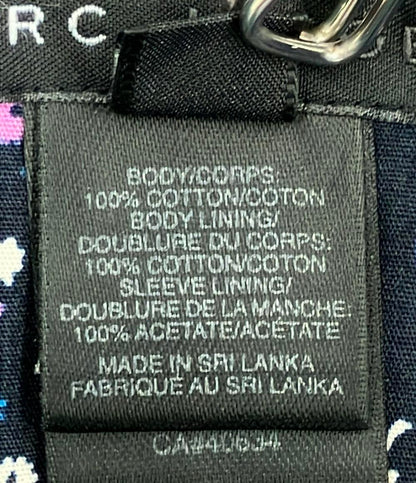 RC
BODY/CORPS:
100% COTTON/COTON
BODY LINING/
DOUBLURE DU CORPS:
100% COTTON/COTON
SLEEVE LINING/
DOUBLURE DE LA MANCHE:
100% ACETATE/ACÉTATE
MADE IN SRI LANKA
FABRIQUÉ AU SRI LANKA
CA#40634